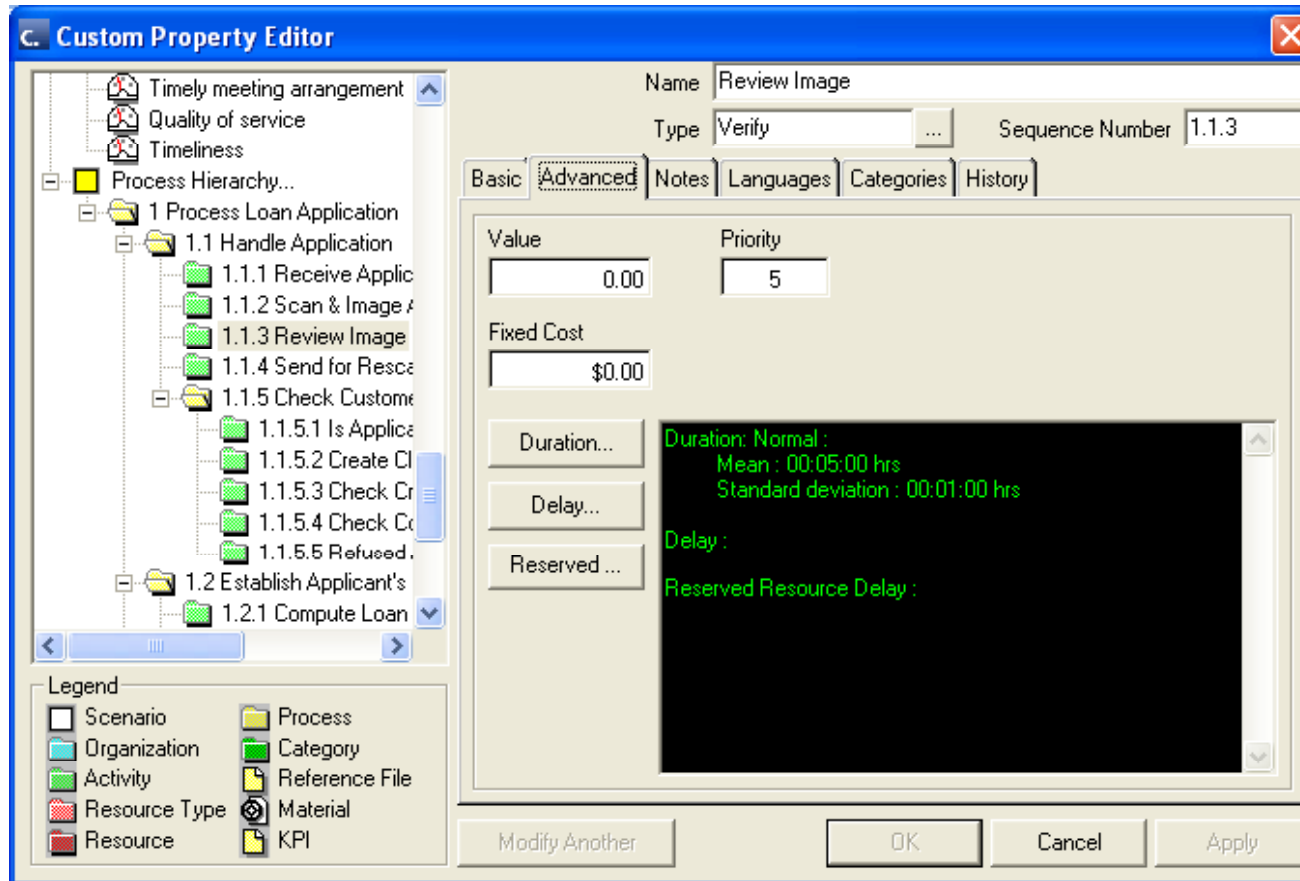 C. Custom Property Editor
Timely meeting arrangement
Quality of service
Timeliness
Process Hierarchy...
1 Process Loan Application
1.1 Handle Application
1.1.1 Receive Applic
1.1.2 Scan & Image
1.1.3 Review Image
1.1.4 Send for Resca
1.1.5 Check Custome
1.1.5.1 Is Applica
1.1.5.2 Create Cl
1.1.5.3 Check Cr
1.1.5.4 Check Co
1.1.5.5 Refused
1.2 Establish Applicant's
1.2.1 Compute Loan
Legend
Scenario Process
Organization Category
Activity Reference File
Resource Type Material
Resource KPI
Name Review Image
Type Verify ... Sequence Number 1.1.3
Basic Advanced Notes Languages Categories History
Value Priority
0.00 5
Fixed Cost
$0.00
Duration...
Delay...
Reserved ...
Duration: Normal :
Mean : 00:05:00 hrs
Standard deviation : 00:01:00 hrs
Delay :
Reserved Resource Delay :
Modify Another OK Cancel Apply